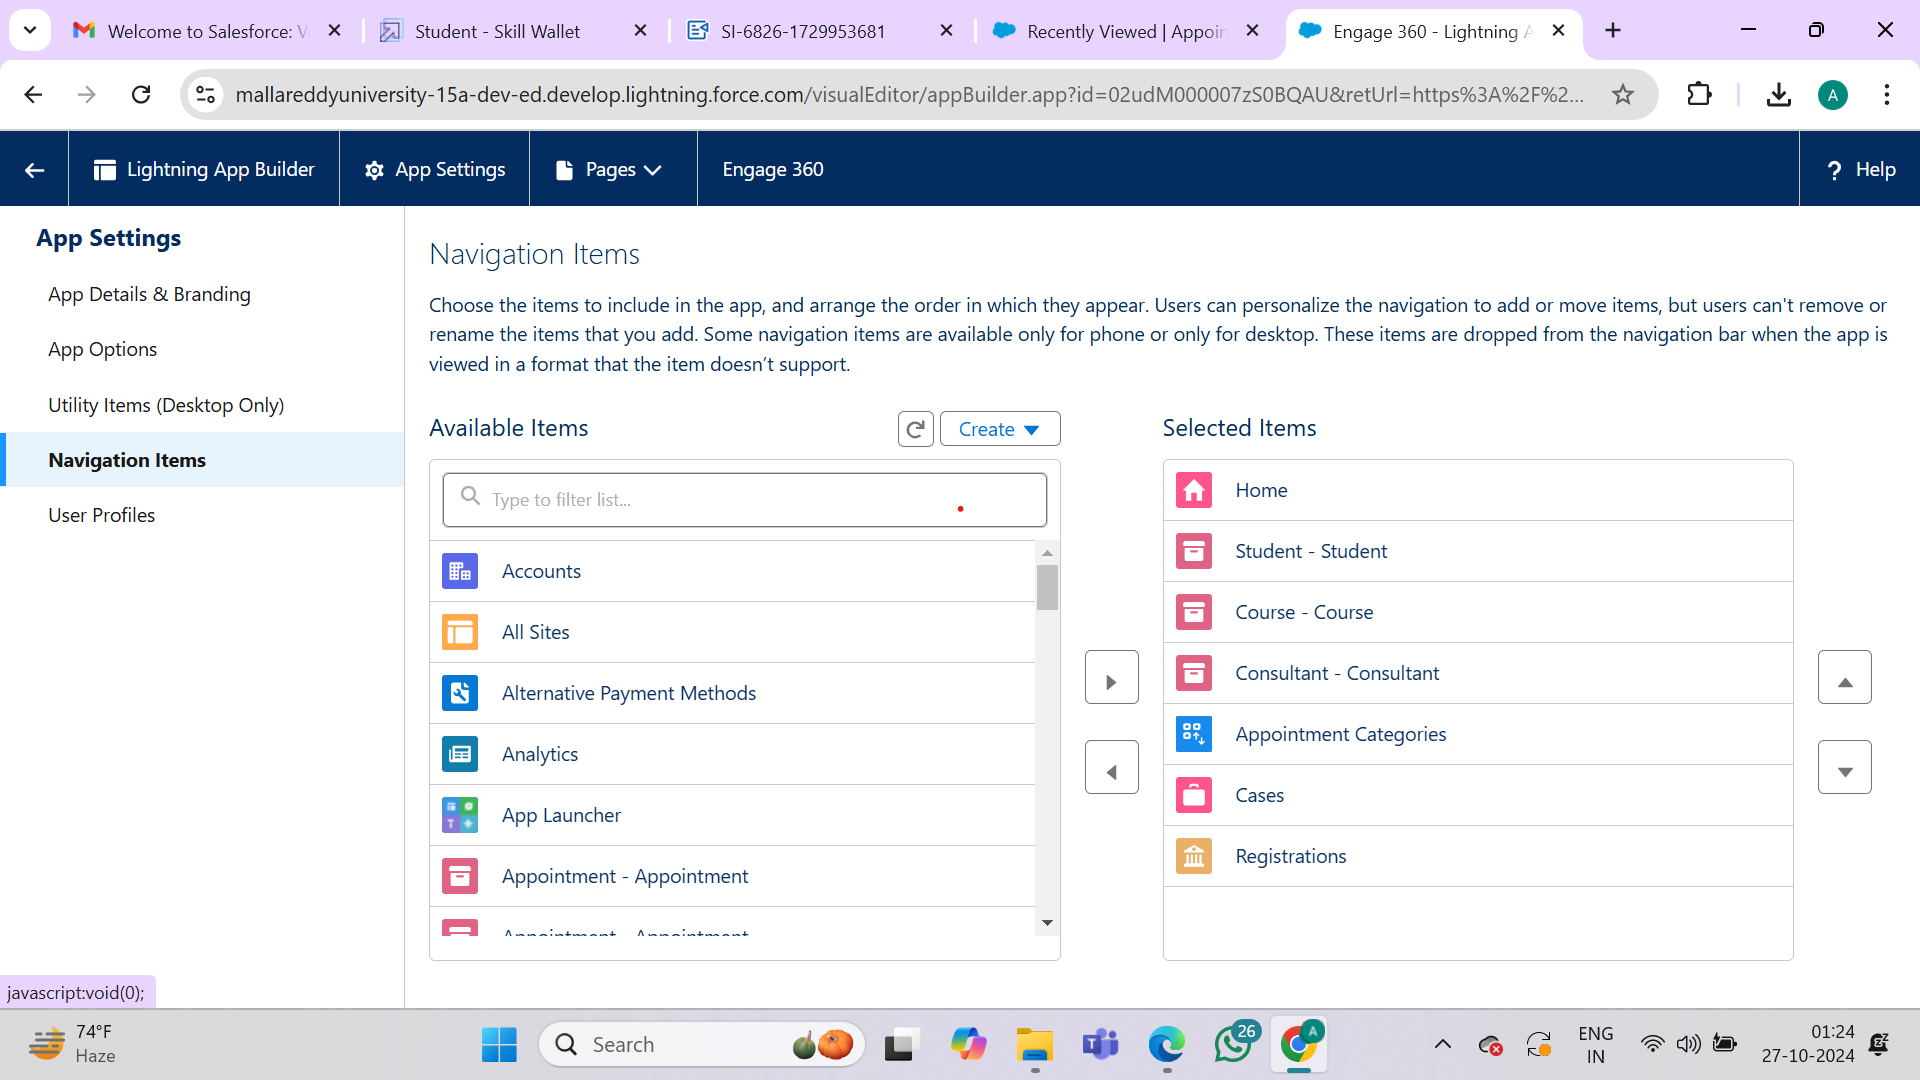 Welcome to Salesforce: V
Student - Skill Wallet
SI-6826-1729953681
Recently Viewed | Appoin
Engage 360 - Lightning A
mallareddyuniversity-15a-dev-ed.develop.lightning.force.com/visualEditor/appBuilder.app?id=02udM000007zS0BQAU&retUrl=https%3A%2F%2...
A
Lightning App Builder
App Settings
Pages
Engage 360
? Help
App Settings
App Details & Branding
App Options
Utility Items (Desktop Only)
Navigation Items
User Profiles
Navigation Items
Choose the items to include in the app, and arrange the order in which they appear. Users can personalize the navigation to add or move items, but users can't remove or
rename the items that you add. Some navigation items are available only for phone or only for desktop. These items are dropped from the navigation bar when the app is
viewed in a format that the item doesn’t support.
Available Items
Create
Type to filter list...
Accounts
All Sites
Alternative Payment Methods
Analytics
App Launcher
Appointment - Appointment
Appointment - Appointment
Selected Items
Home
Student - Student
Course - Course
Consultant - Consultant
Appointment Categories
Cases
Registrations
javascript:void(0);
74°F
Haze
Search
26
A
ENG
IN
01:24
27-10-2024